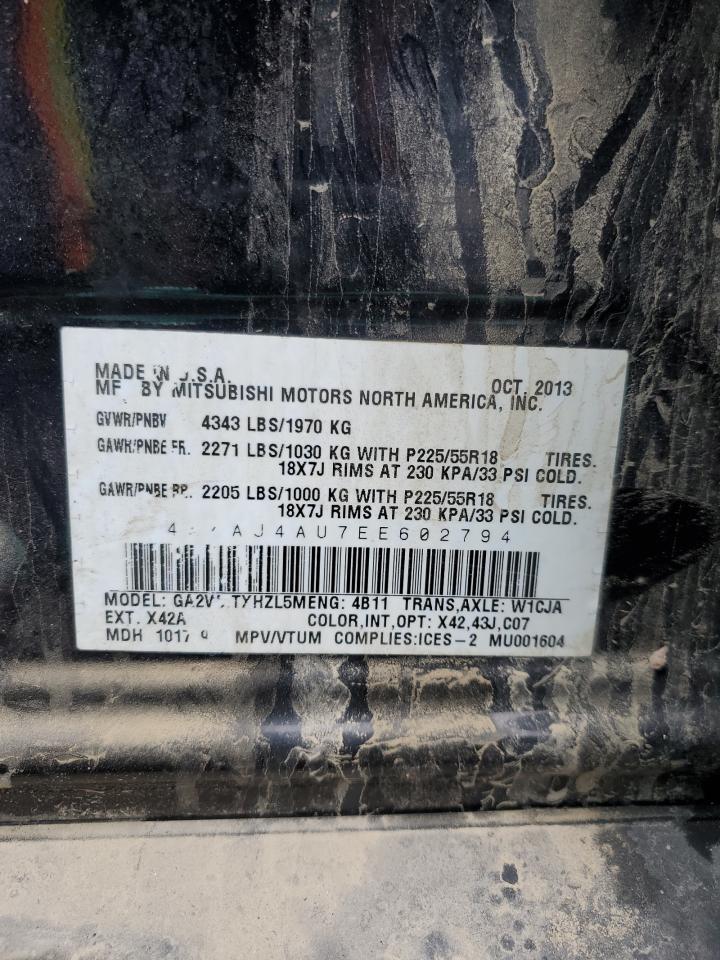 MADE IN U.S.A. OCT. 2013
BY MITSUBISHI MOTORS NORTH AMERICA, INC.
GVWR/PNBV 4343 LBS/1970 KG
GAWR/PNBE FR. 2271 LBS/1030 KG WITH P225/55R18 TIRES.
18X7J RIMS AT 230 KPA/33 PSI COLD.
GAWR/PNBE RR. 2205 LBS/1000 KG WITH P225/55R18 TIRES.
18X7J RIMS AT 230 KPA/33 PSI COLD.
AJ4AU7EE602794
MODEL: ENG: 4B11 TRANS,AXLE: W1CJA
EXT. X42A COLOR,INT,OPT: X42,43J,C07
MDH MPV/VTUM COMPLIES:ICES-2 MU001604